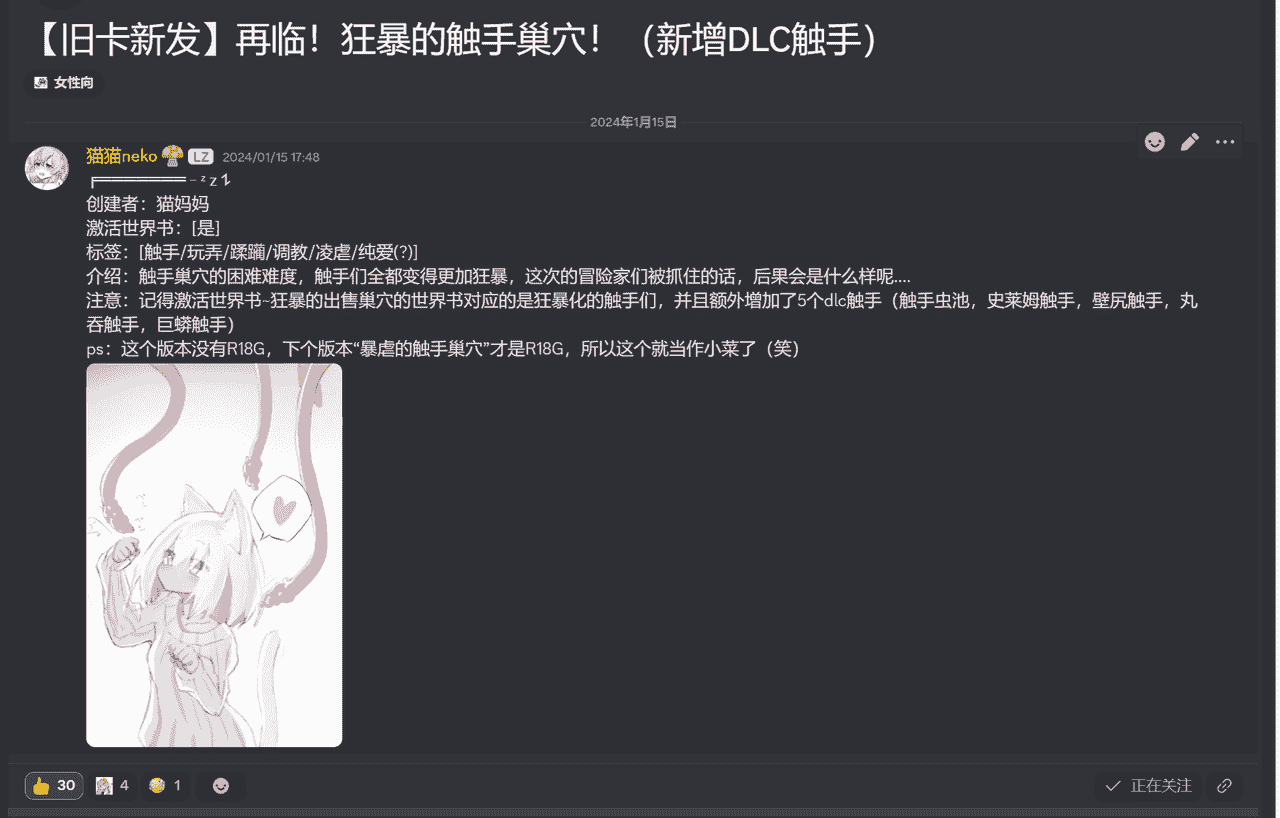 【旧卡新发】再临！狂暴的触手巢穴！（新增DLC触手）
女性向
2024年1月15日
猫猫neko LZ 2024/01/15 17:48
╔═════════ – ᶻ z 𝟭
创建者：猫妈妈
激活世界书：[是]
标签：[触手/玩弄/蹂躏/调教/凌虐/纯爱(?)]
介绍：触手巢穴的困难难度，触手们全都变得更加狂暴，这次的冒险家们被抓住的话，后果会是什么样呢....
注意：记得激活世界书~狂暴的出售巢穴的世界书对应的是狂暴化的触手们，并且额外增加了5个dlc触手（触手虫池，史莱姆触手，壁尻触手，丸
吞触手，巨蟒触手）
ps：这个版本没有R18G，下个版本“暴虐的触手巢穴”才是R18G，所以这个就当作小菜了（笑）
30 4 1 正在关注